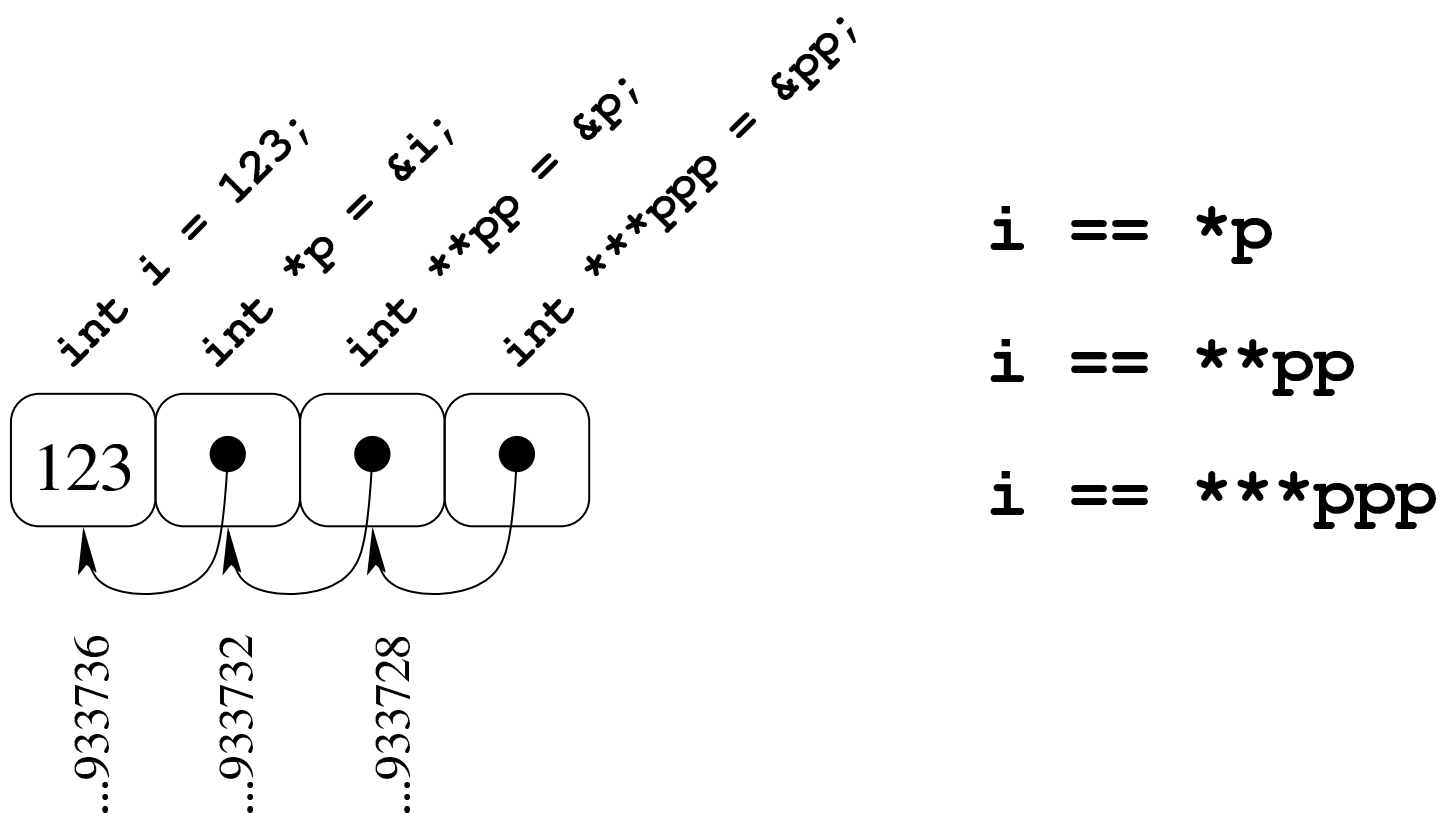 int i = 123;
int *p = &i;
int **pp = &p;
int ***ppp = &pp;
i == *p
i == **pp
i == ***ppp
123
...933736
...933732
...933728